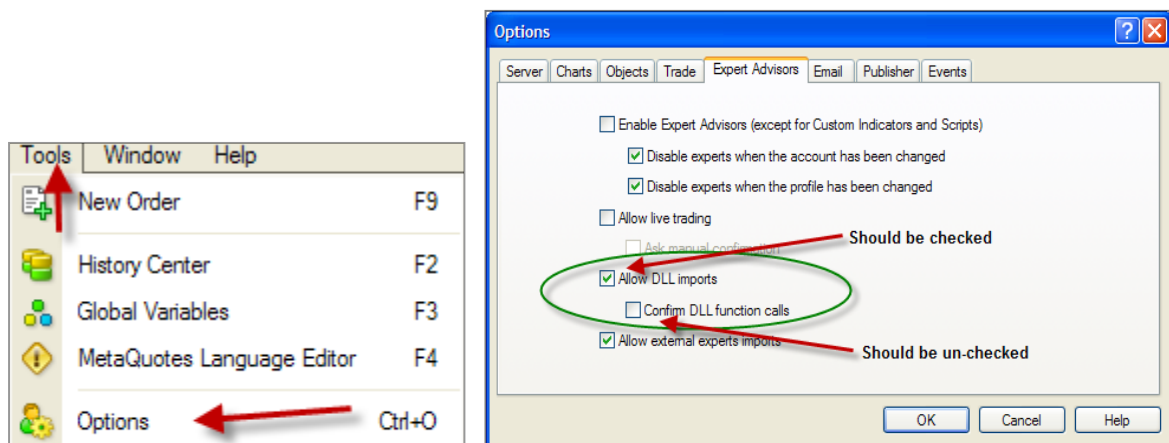 Tools Window Help
New Order F9
History Center F2
Global Variables F3
MetaQuotes Language Editor F4
Options Ctrl+O
Options
Server Charts Objects Trade Expert Advisors Email Publisher Events
Enable Expert Advisors (except for Custom Indicators and Scripts)
Disable experts when the account has been changed
Disable experts when the profile has been changed
Allow live trading
Ask manual confirmation
Should be checked
Allow DLL imports
Confirm DLL function calls
Allow external experts imports
Should be un-checked
OK Cancel Help